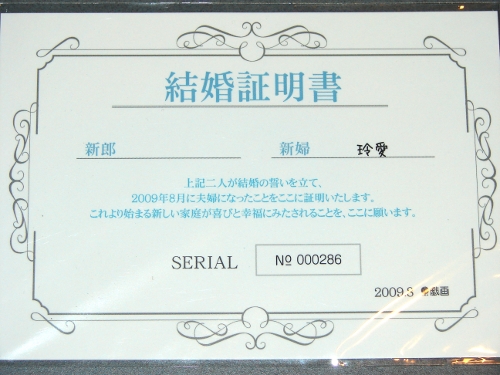 結婚証明書
新郎 新婦 玲愛
上記二人が結婚の誓いを立て、
2009年8月に夫婦になったことをここに証明いたします。
これより始まる新しい家庭が喜びと幸福にみたされることを、ここに願います。
SERIAL № 000286
2009.8 戯画